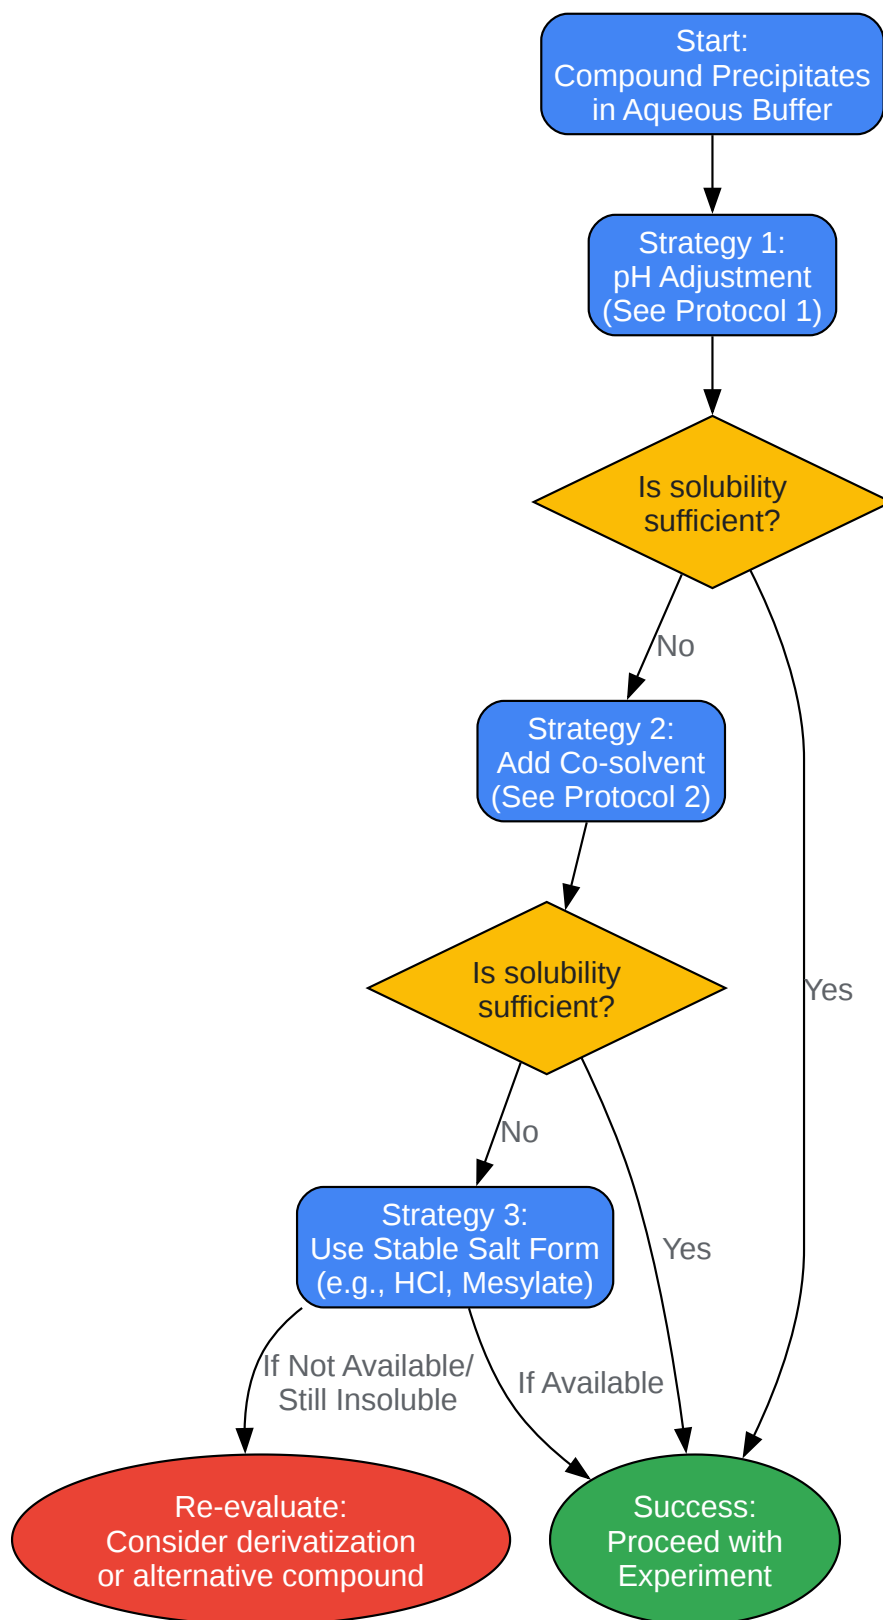 Start:
Compound Precipitates
in Aqueous Buffer
Strategy 1:
pH Adjustment
(See Protocol 1)
Is solubility
sufficient?
No
Strategy 2:
Add Co-solvent
(See Protocol 2)
Is solubility
sufficient?
Yes
No
Strategy 3:
Use Stable Salt Form
(e.g., HCl, Mesylate)
Yes
If Not Available/
Still Insoluble
If Available
Re-evaluate:
Consider derivatization
or alternative compound
Success:
Proceed with
Experiment